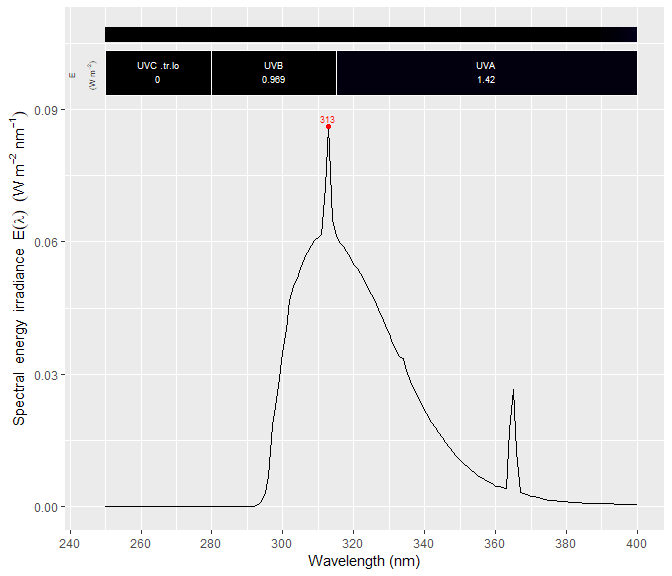 E
(W m⁻²)
UVC .tr.lo
0
UVB
0.969
UVA
1.42
313
Spectral energy irradiance E(λ) (W m⁻² nm⁻¹)
0.09
0.06
0.03
0.00
240 260 280 300 320 340 360 380 400
Wavelength (nm)